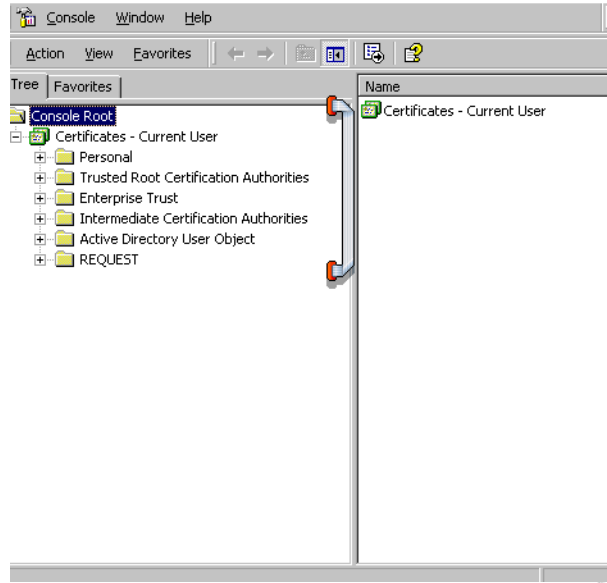 Console Window Help
Action View Favorites
Tree Favorites
Name
Console Root
Certificates - Current User
Certificates - Current User
Personal
Trusted Root Certification Authorities
Enterprise Trust
Intermediate Certification Authorities
Active Directory User Object
REQUEST